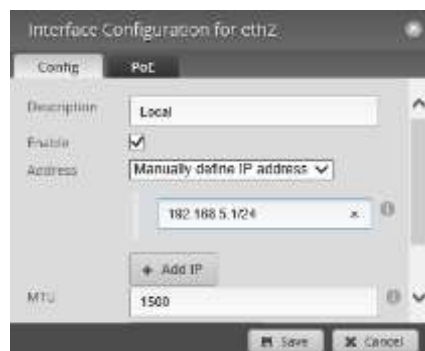 Interface Configuration for eth2
Config PoE
Description Local
Enable
Address Manually define IP address
192.168.5.1/24
Add IP
MTU 1500
Save Cancel